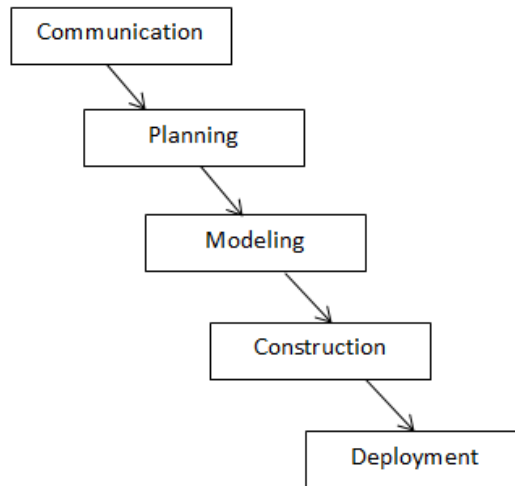 Communication
Planning
Modeling
Construction
Deployment